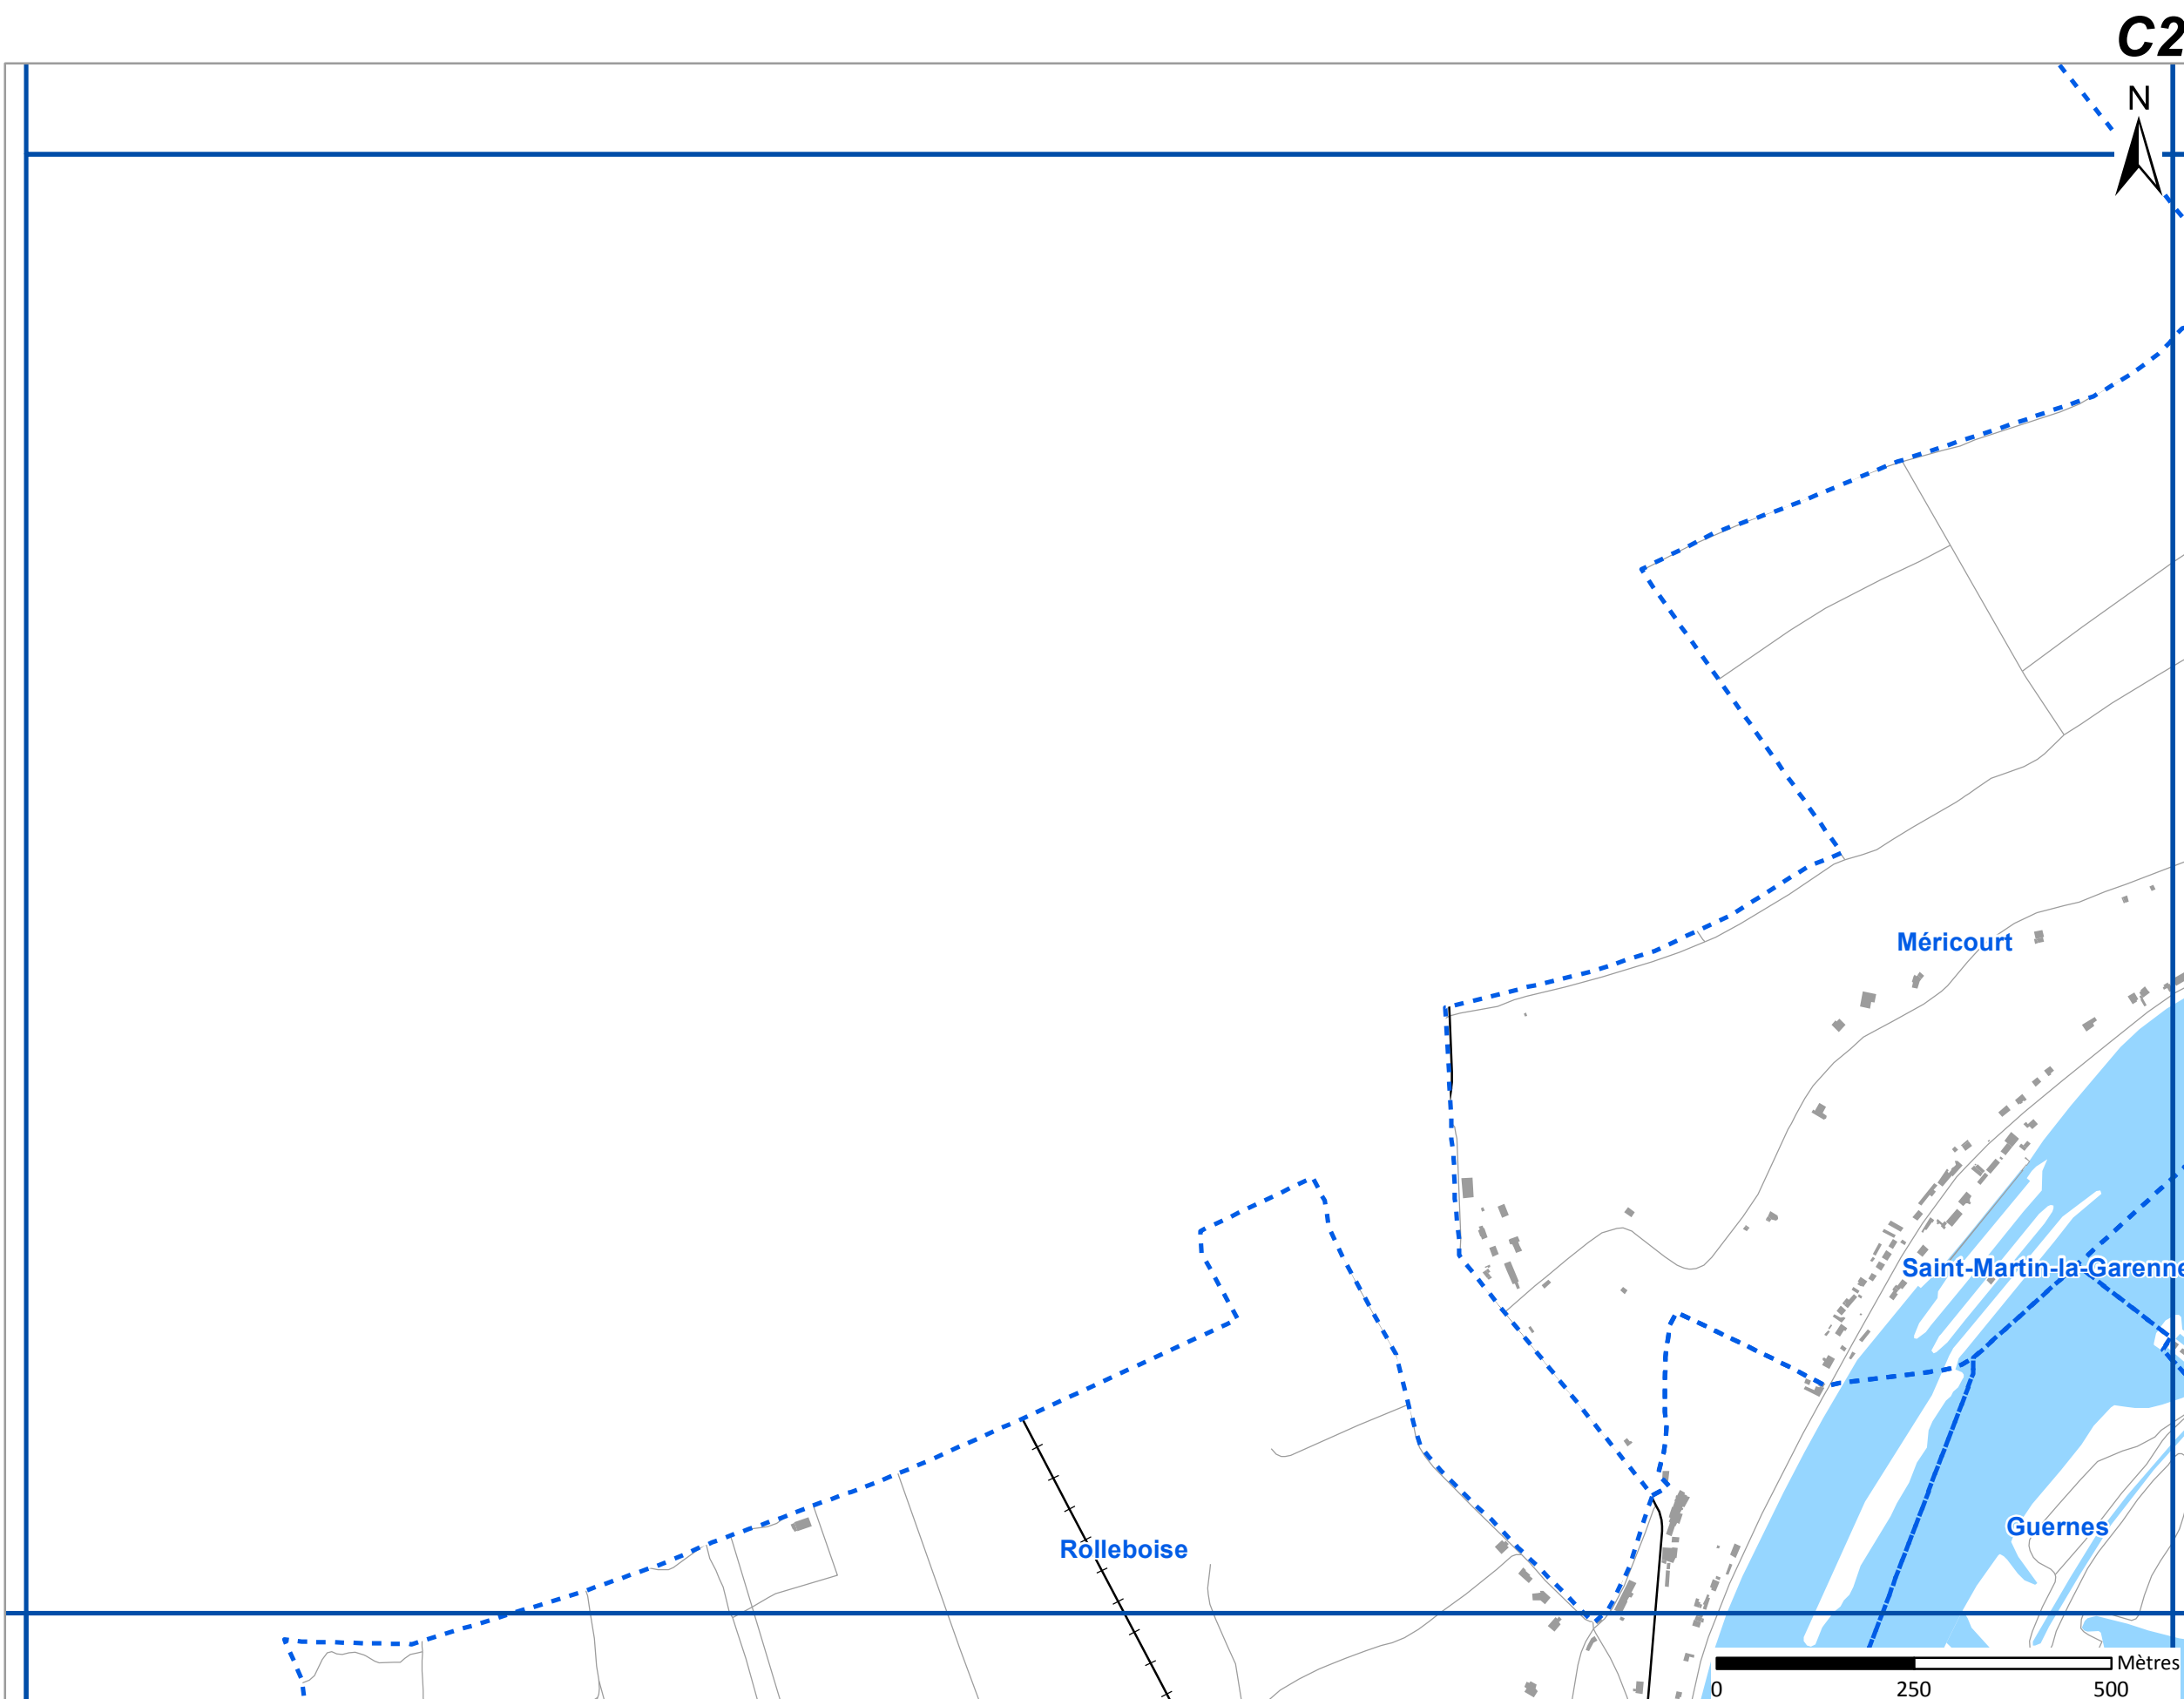 C2
N
Méricourt
Saint-Martin-la-Garenne
Guernes
Rolleboise
Mètres
0 250 500